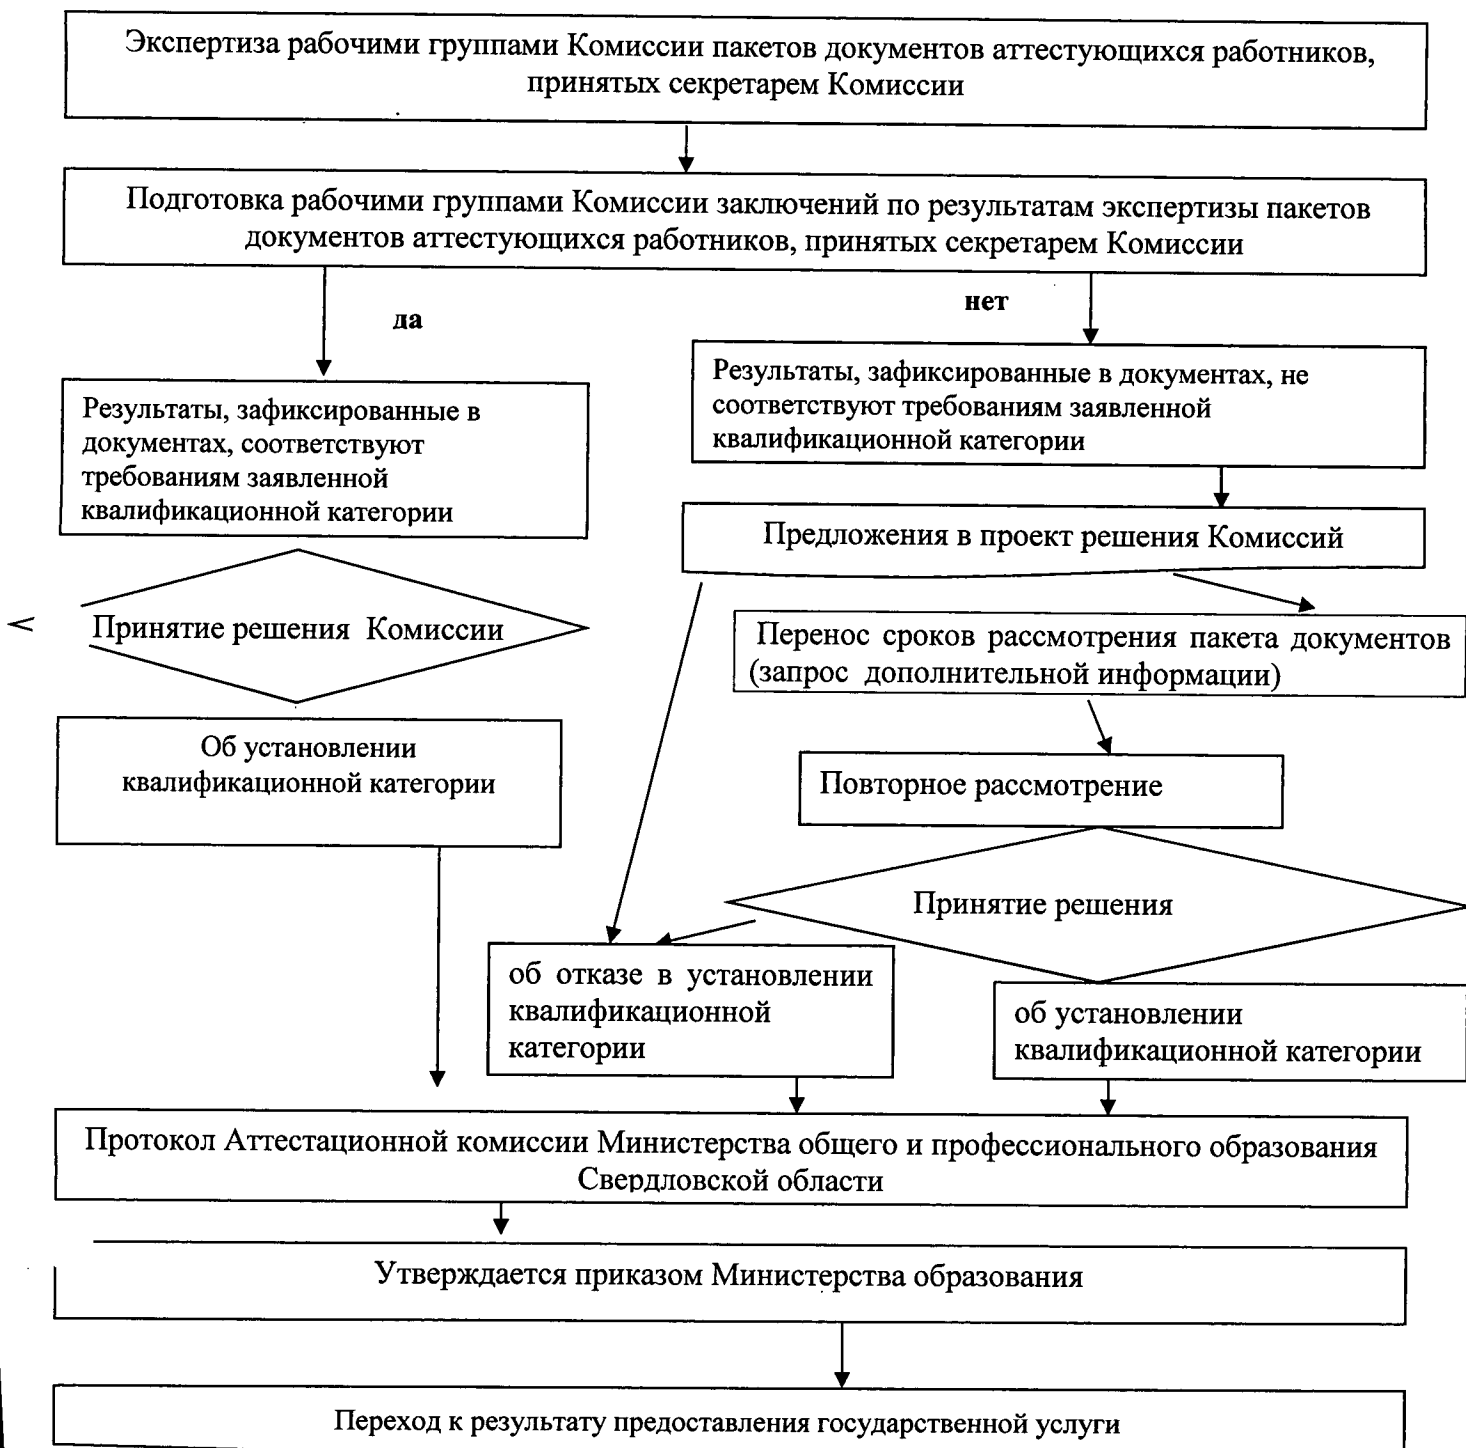 Экспертиза рабочими группами Комиссии пакетов документов аттестующихся работников,
принятых секретарем Комиссии
Подготовка рабочими группами Комиссии заключений по результатам экспертизы пакетов
документов аттестующихся работников, принятых секретарем Комиссии
да
нет
Результаты, зафиксированные в
документах, соответствуют
требованиям заявленной
квалификационной категории
Результаты, зафиксированные в документах, не
соответствуют требованиям заявленной
квалификационной категории
Предложения в проект решения Комиссий
Принятие решения Комиссии
Перенос сроков рассмотрения пакета документов
(запрос дополнительной информации)
Об установлении
квалификационной категории
Повторное рассмотрение
Принятие решения
об отказе в установлении
квалификационной
категории
об установлении
квалификационной категории
Протокол Аттестационной комиссии Министерства общего и профессионального образования
Свердловской области
Утверждается приказом Министерства образования
Переход к результату предоставления государственной услуги